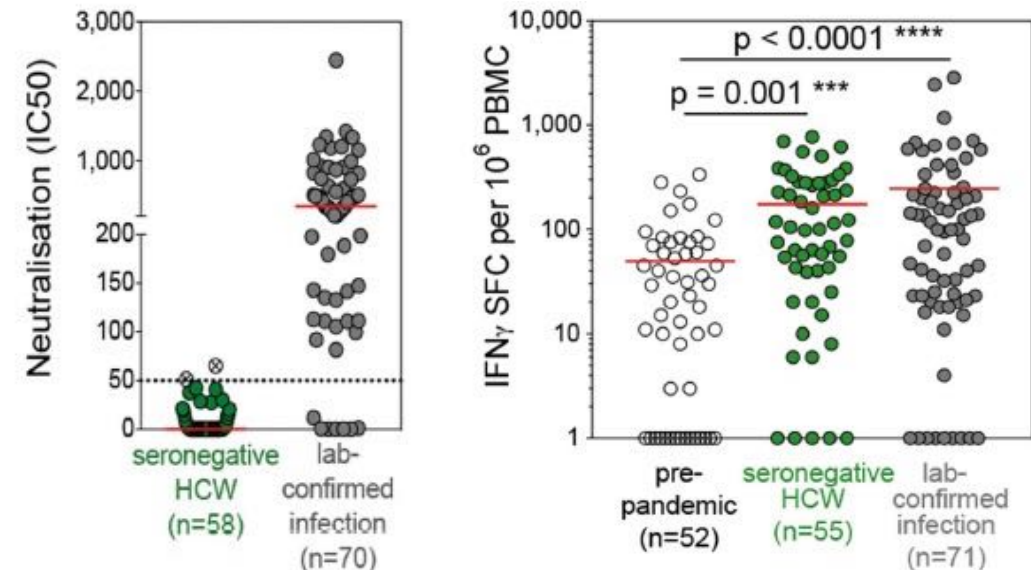 Neutralisation (IC50)
3,000
2,000
1,000
200
150
100
50
0
seronegative
HCW
(n=58)
lab-
confirmed
infection
(n=70)
IFNγ SFC per 10⁶ PBMC
10,000
1,000
100
10
1
p < 0.0001 ****
p = 0.001 ***
pre-
pandemic
(n=52)
seronegative
HCW
(n=55)
lab-
confirmed
infection
(n=71)